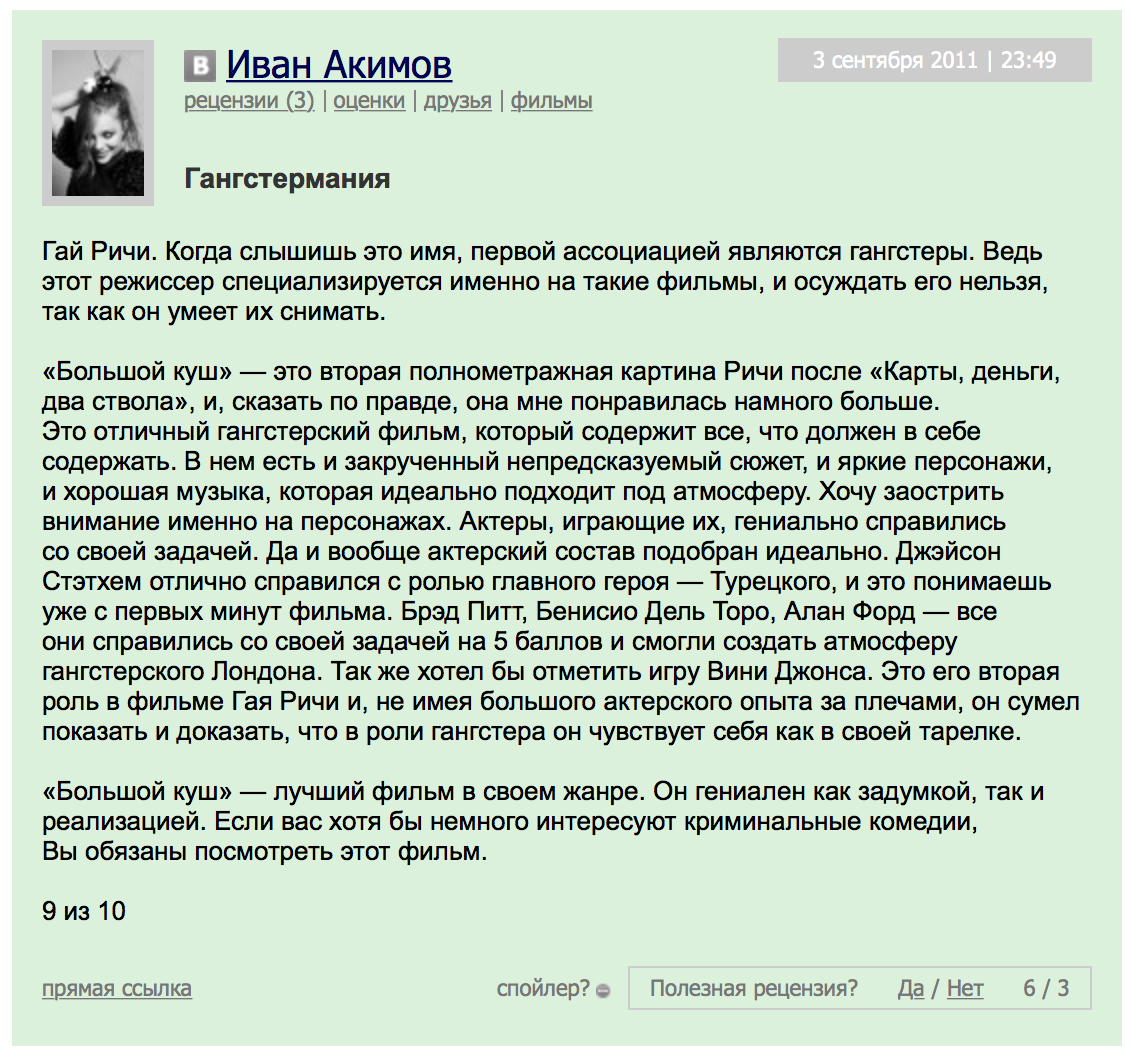 В Иван Акимов
3 сентября 2011 | 23:49
рецензии (3) | оценки | друзья | фильмы
Гангстермания
Гай Ричи. Когда слышишь это имя, первой ассоциацией являются гангстеры. Ведь
этот режиссер специализируется именно на такие фильмы, и осуждать его нельзя,
так как он умеет их снимать.
«Большой куш» — это вторая полнометражная картина Ричи после «Карты, деньги,
два ствола», и, сказать по правде, она мне понравилась намного больше.
Это отличный гангстерский фильм, который содержит все, что должен в себе
содержать. В нем есть и закрученный непредсказуемый сюжет, и яркие персонажи,
и хорошая музыка, которая идеально подходит под атмосферу. Хочу заострить
внимание именно на персонажах. Актеры, играющие их, гениально справились
со своей задачей. Да и вообще актерский состав подобран идеально. Джэйсон
Стэтхем отлично справился с ролью главного героя — Турецкого, и это понимаешь
уже с первых минут фильма. Брэд Питт, Бенисио Дель Торо, Алан Форд — все
они справились со своей задачей на 5 баллов и смогли создать атмосферу
гангстерского Лондона. Так же хотел бы отметить игру Вини Джонса. Это его вторая
роль в фильме Гая Ричи и, не имея большого актерского опыта за плечами, он сумел
показать и доказать, что в роли гангстера он чувствует себя как в своей тарелке.
«Большой куш» — лучший фильм в своем жанре. Он гениален как задумкой, так и
реализацией. Если вас хотя бы немного интересуют криминальные комедии,
Вы обязаны посмотреть этот фильм.
9 из 10
прямая ссылка
спойлер?
Полезная рецензия? Да / Нет 6 / 3